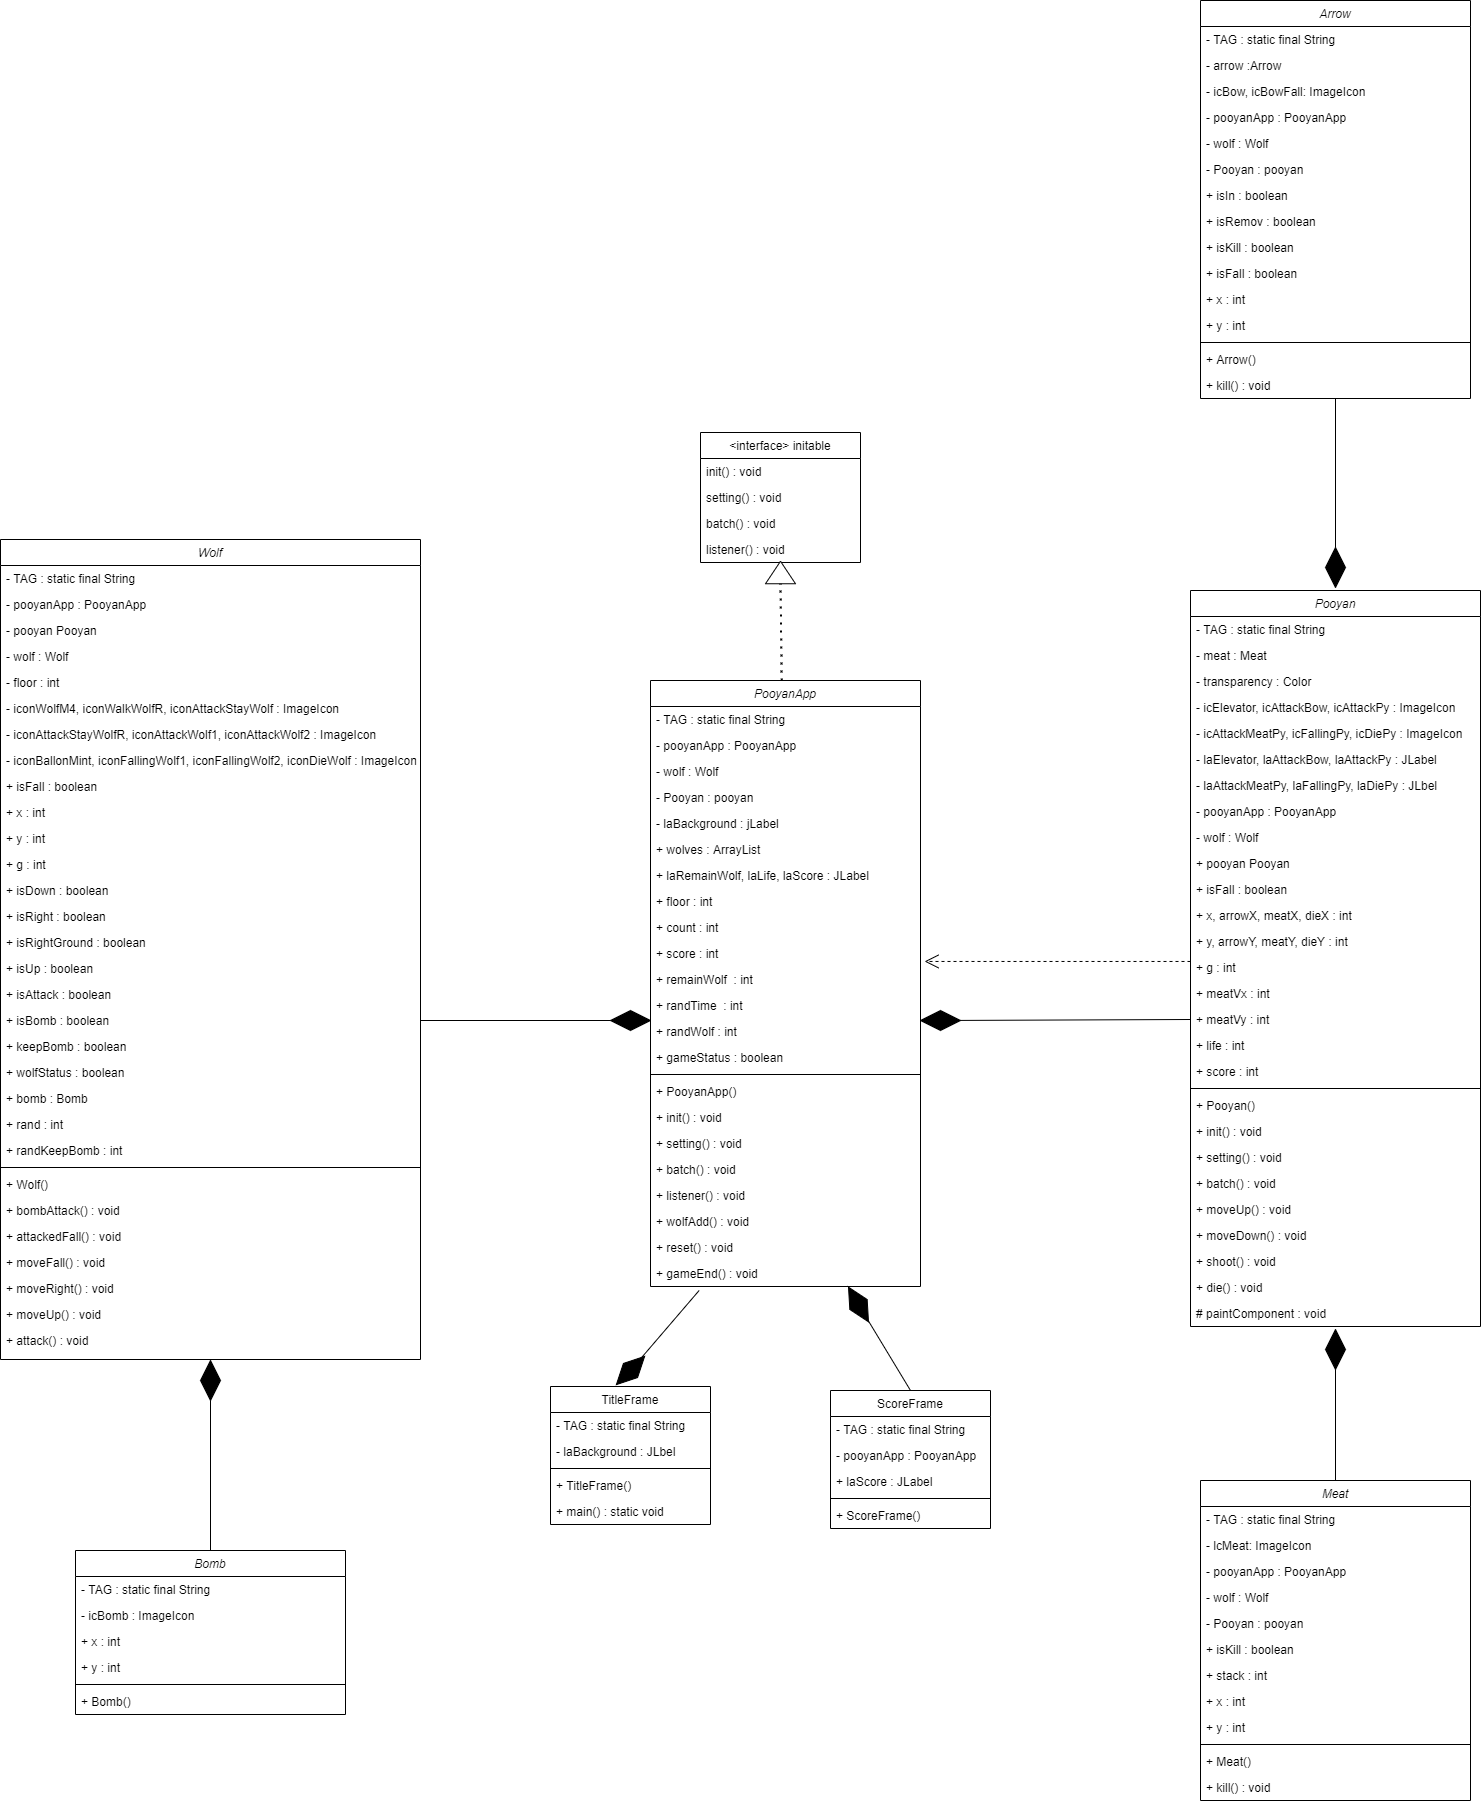 Arrow
- TAG : static final String
- arrow :Arrow
- icBow, icBowFall: ImageIcon
- pooyanApp : PooyanApp
- wolf : Wolf
- Pooyan : pooyan
+ isIn : boolean
+ isRemov : boolean
+ isKill : boolean
+ isFall : boolean
+ x : int
+ y : int
+ Arrow()
+ kill() : void
<interface> initable
init() : void
setting() : void
batch() : void
listener() : void
Wolf
- TAG : static final String
- pooyanApp : PooyanApp
- pooyan Pooyan
- wolf : Wolf
- floor : int
- iconWolfM4, iconWalkWolfR, iconAttackStayWolf : ImageIcon
- iconAttackStayWolfR, iconAttackWolf1, iconAttackWolf2 : ImageIcon
- iconBallonMint, iconFallingWolf1, iconFallingWolf2, iconDieWolf : ImageIcon
+ isFall : boolean
+ x : int
+ y : int
+ g : int
+ isDown : boolean
+ isRight : boolean
+ isRightGround : boolean
+ isUp : boolean
+ isAttack : boolean
+ isBomb : boolean
+ keepBomb : boolean
+ wolfStatus : boolean
+ bomb : Bomb
+ rand : int
+ randKeepBomb : int
+ Wolf()
+ bombAttack() : void
+ attackedFall() : void
+ moveFall() : void
+ moveRight() : void
+ moveUp() : void
+ attack() : void
PooyanApp
- TAG : static final String
- pooyanApp : PooyanApp
- wolf : Wolf
- Pooyan : pooyan
- laBackground : jLabel
+ wolves : ArrayList
+ laRemainWolf, laLife, laScore : JLabel
+ floor : int
+ count : int
+ score : int
+ remainWolf  : int
+ randTime  : int
+ randWolf : int
+ gameStatus : boolean
+ PooyanApp()
+ init() : void
+ setting() : void
+ batch() : void
+ listener() : void
+ wolfAdd() : void
+ reset() : void
+ gameEnd() : void
Pooyan
- TAG : static final String
- meat : Meat
- transparency : Color
- icElevator, icAttackBow, icAttackPy : ImageIcon
- icAttackMeatPy, icFallingPy, icDiePy : ImageIcon
- laElevator, laAttackBow, laAttackPy : JLabel
- laAttackMeatPy, laFallingPy, laDiePy : JLbel
- pooyanApp : PooyanApp
- wolf : Wolf
+ pooyan Pooyan
+ isFall : boolean
+ x, arrowX, meatX, dieX : int
+ y, arrowY, meatY, dieY : int
+ g : int
+ meatVx : int
+ meatVy : int
+ life : int
+ score : int
+ Pooyan()
+ init() : void
+ setting() : void
+ batch() : void
+ moveUp() : void
+ moveDown() : void
+ shoot() : void
+ die() : void
# paintComponent : void
TitleFrame
- TAG : static final String
- laBackground : JLbel
+ TitleFrame()
+ main() : static void
ScoreFrame
- TAG : static final String
- pooyanApp : PooyanApp
+ laScore : JLabel
+ ScoreFrame()
Bomb
- TAG : static final String
- icBomb : ImageIcon
+ x : int
+ y : int
+ Bomb()
Meat
- TAG : static final String
- IcMeat: ImageIcon
- pooyanApp : PooyanApp
- wolf : Wolf
- Pooyan : pooyan
+ isKill : boolean
+ stack : int
+ x : int
+ y : int
+ Meat()
+ kill() : void